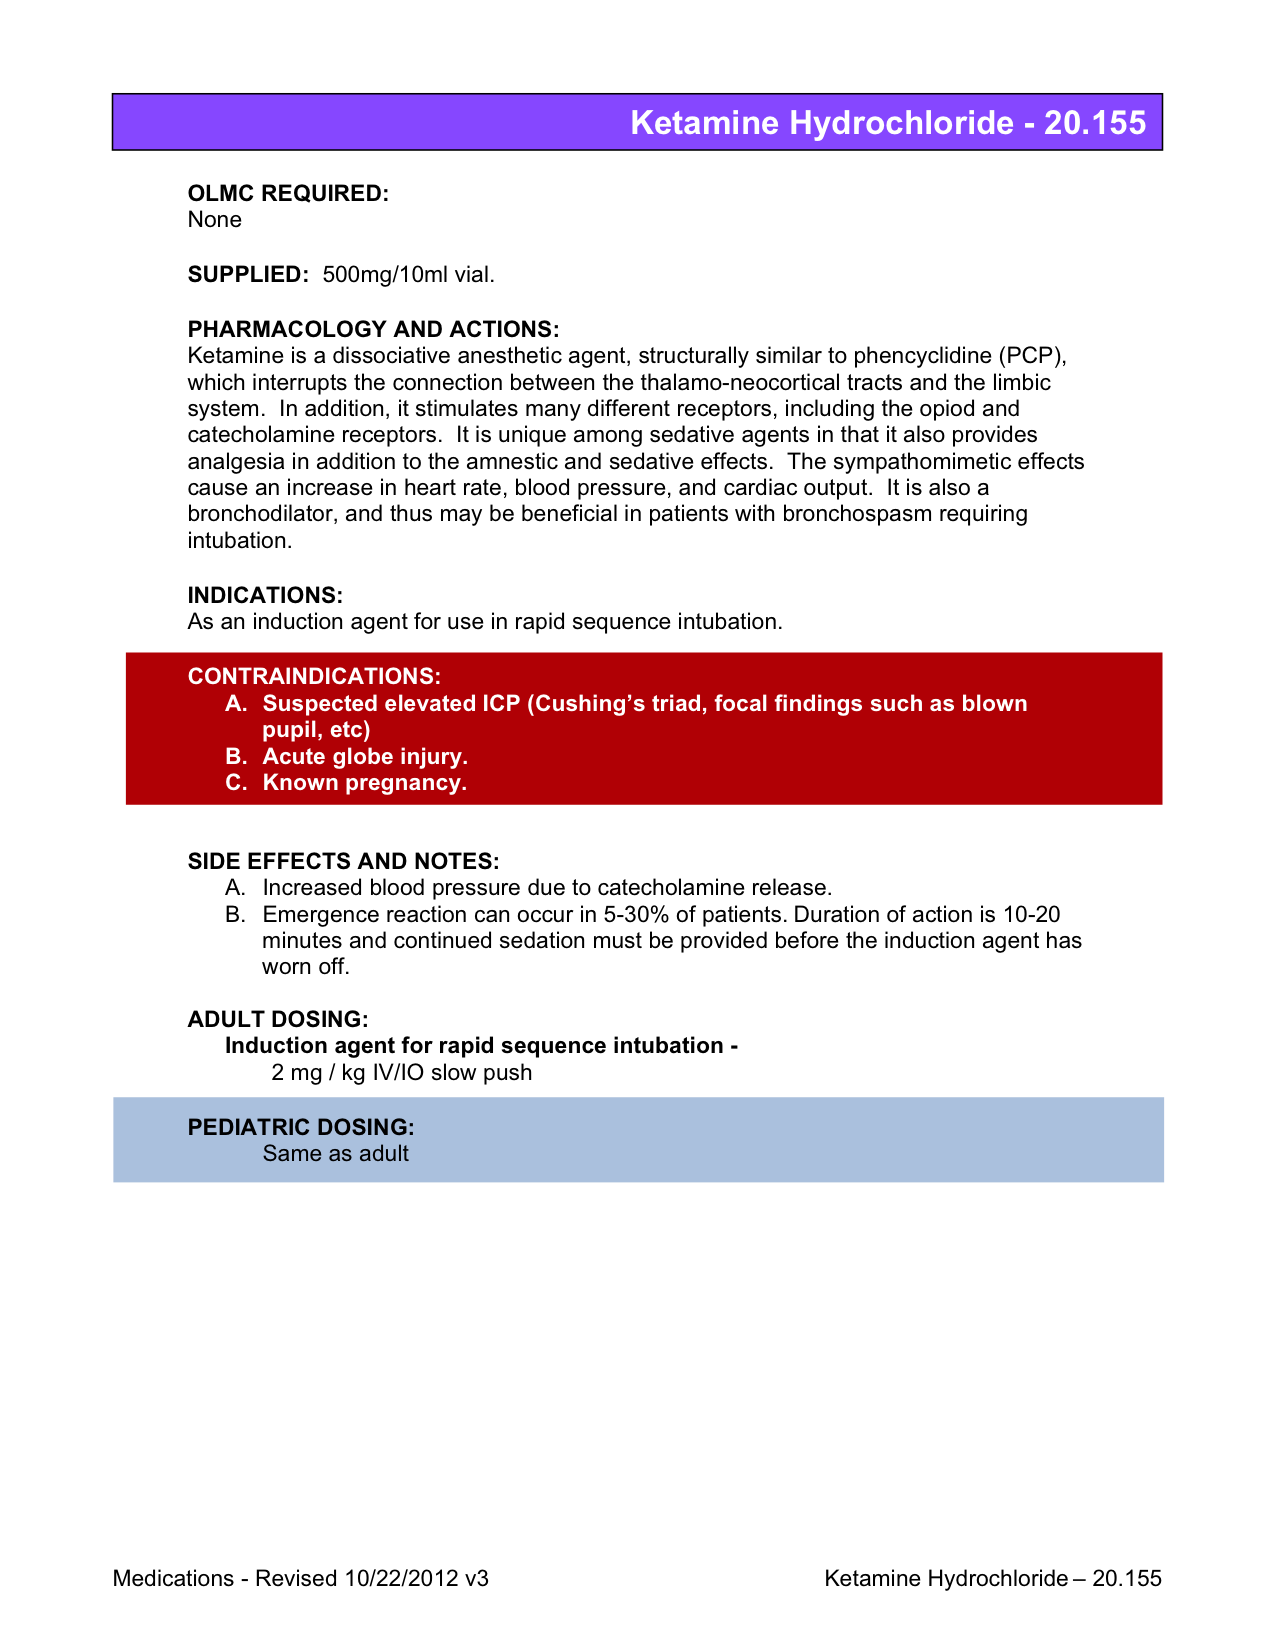 Ketamine Hydrochloride - 20.155
OLMC REQUIRED:
None
SUPPLIED: 500mg/10ml vial.
PHARMACOLOGY AND ACTIONS:
Ketamine is a dissociative anesthetic agent, structurally similar to phencyclidine (PCP),
which interrupts the connection between the thalamo-neocortical tracts and the limbic
system. In addition, it stimulates many different receptors, including the opiod and
catecholamine receptors. It is unique among sedative agents in that it also provides
analgesia in addition to the amnestic and sedative effects. The sympathomimetic effects
cause an increase in heart rate, blood pressure, and cardiac output. It is also a
bronchodilator, and thus may be beneficial in patients with bronchospasm requiring
intubation.
INDICATIONS:
As an induction agent for use in rapid sequence intubation.
CONTRAINDICATIONS:
A. Suspected elevated ICP (Cushing’s triad, focal findings such as blown
pupil, etc)
B. Acute globe injury.
C. Known pregnancy.
SIDE EFFECTS AND NOTES:
A. Increased blood pressure due to catecholamine release.
B. Emergence reaction can occur in 5-30% of patients. Duration of action is 10-20
minutes and continued sedation must be provided before the induction agent has
worn off.
ADULT DOSING:
Induction agent for rapid sequence intubation -
2 mg / kg IV/IO slow push
PEDIATRIC DOSING:
Same as adult
Medications - Revised 10/22/2012 v3
Ketamine Hydrochloride – 20.155